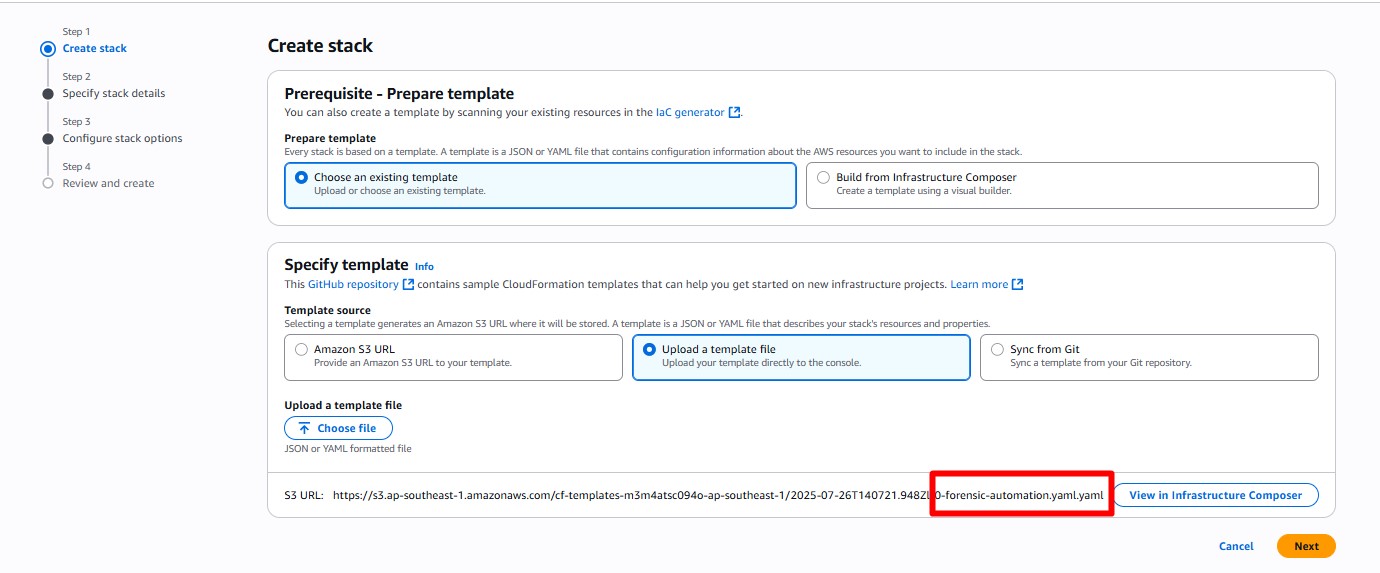 Step 1
Create stack
Step 2
Specify stack details
Step 3
Configure stack options
Step 4
Review and create
Create stack
Prerequisite - Prepare template
You can also create a template by scanning your existing resources in the IaC generator.
Prepare template
Every stack is based on a template. A template is a JSON or YAML file that contains configuration information about the AWS resources you want to include in the stack.
Choose an existing template
Upload or choose an existing template.
Build from Infrastructure Composer
Create a template using a visual builder.
Specify template Info
This GitHub repository contains sample CloudFormation templates that can help you get started on new infrastructure projects. Learn more
Template source
Selecting a template generates an Amazon S3 URL where it will be stored. A template is a JSON or YAML file that describes your stack's resources and properties.
Amazon S3 URL
Provide an Amazon S3 URL to your template.
Upload a template file
Upload your template directly to the console.
Sync from Git
Sync a template from your Git repository.
Upload a template file
Choose file
JSON or YAML formatted file
S3 URL: https://s3.ap-southeast-1.amazonaws.com/cf-templates-m3m4atsc094o-ap-southeast-1/2025-07-26T140721.948Z 0-forensic-automation.yaml.yaml
View in Infrastructure Composer
Cancel
Next